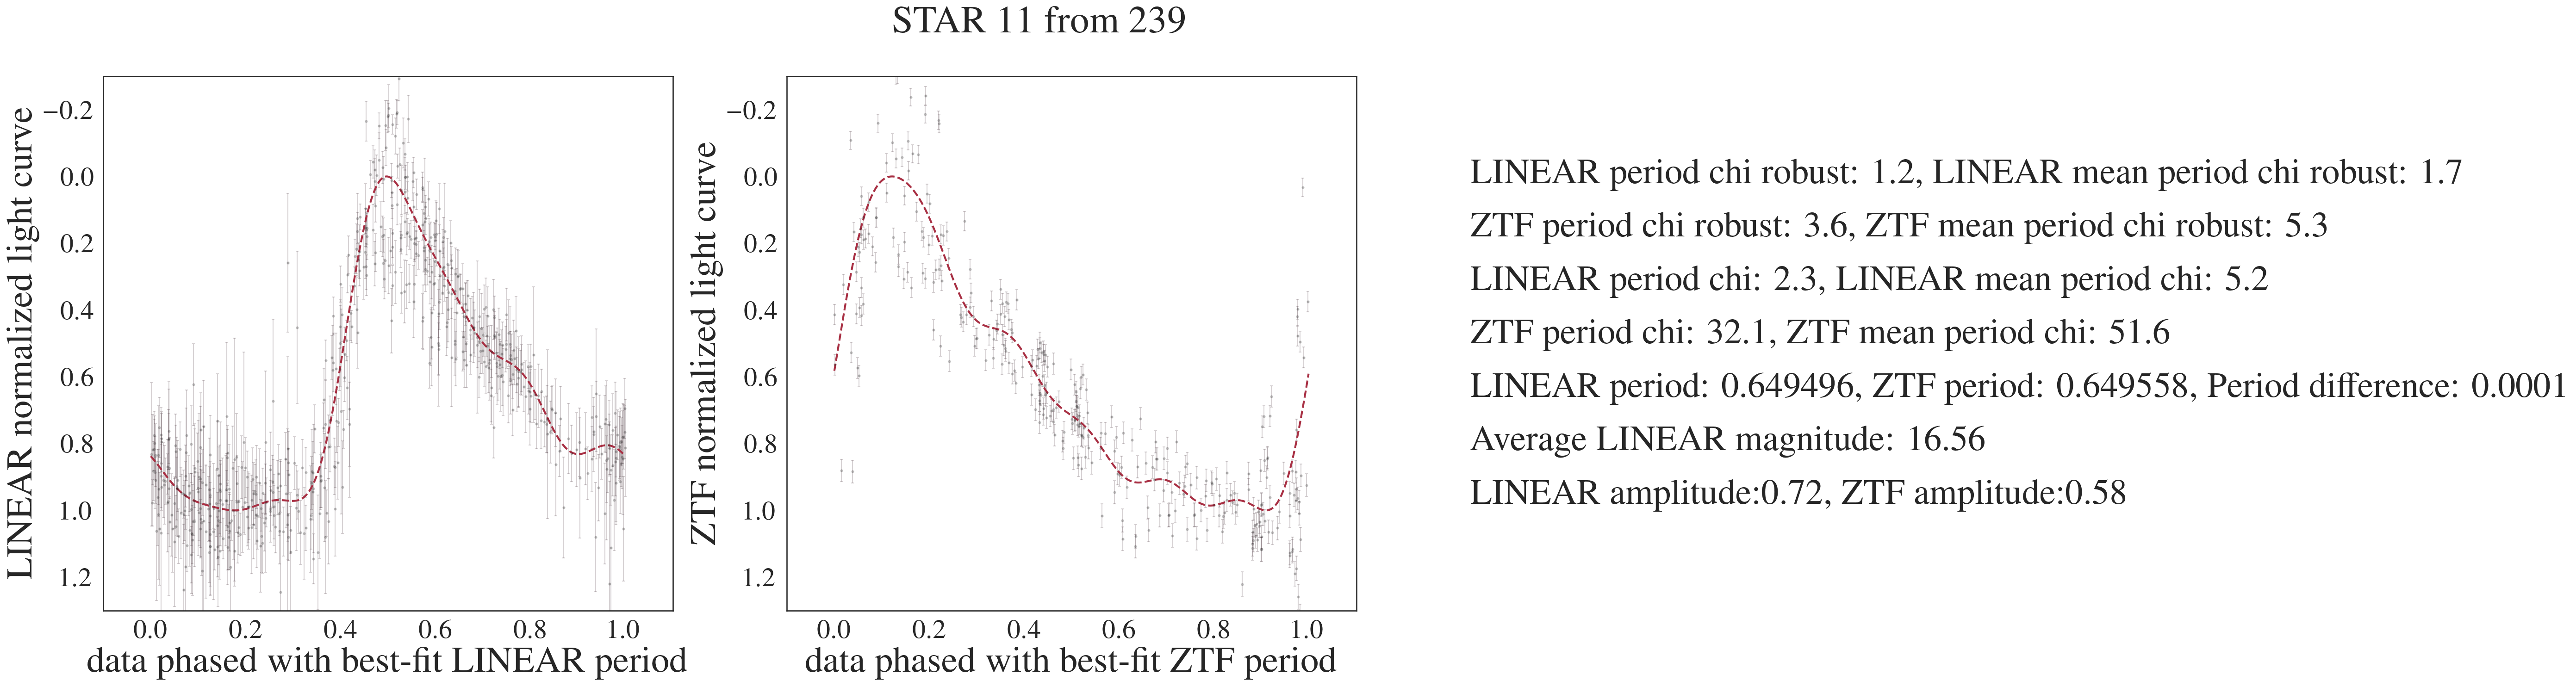 STAR 11 from 239
LINEAR normalized light curve
−0.2
0.0
0.2
0.4
0.6
0.8
1.0
1.2
0.0 0.2 0.4 0.6 0.8 1.0
data phased with best-fit LINEAR period
ZTF normalized light curve
−0.2
0.0
0.2
0.4
0.6
0.8
1.0
1.2
0.0 0.2 0.4 0.6 0.8 1.0
data phased with best-fit ZTF period
LINEAR period chi robust: 1.2, LINEAR mean period chi robust: 1.7
ZTF period chi robust: 3.6, ZTF mean period chi robust: 5.3
LINEAR period chi: 2.3, LINEAR mean period chi: 5.2
ZTF period chi: 32.1, ZTF mean period chi: 51.6
LINEAR period: 0.649496, ZTF period: 0.649558, Period difference: 0.0001
Average LINEAR magnitude: 16.56
LINEAR amplitude:0.72, ZTF amplitude:0.58